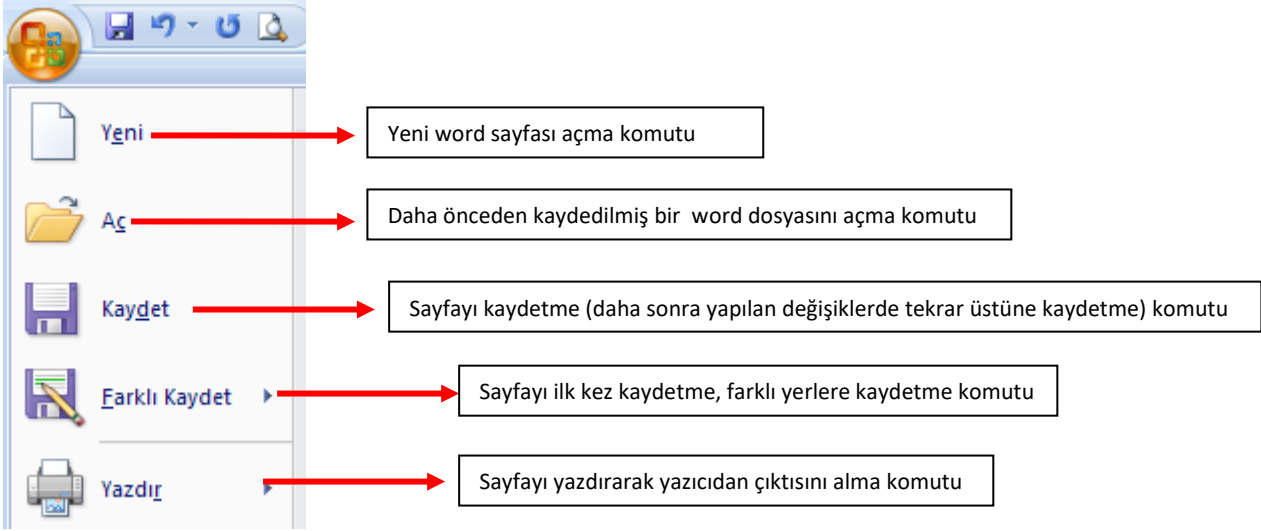 Yeni
Yeni word sayfası açma komutu
Aç
Daha önceden kaydedilmiş bir word dosyasını açma komutu
Kaydet
Sayfayı kaydetme (daha sonra yapılan değişiklerde tekrar üstüne kaydetme) komutu
Farklı Kaydet
Sayfayı ilk kez kaydetme, farklı yerlere kaydetme komutu
Yazdır
Sayfayı yazdırarak yazıcıdan çıktısını alma komutu